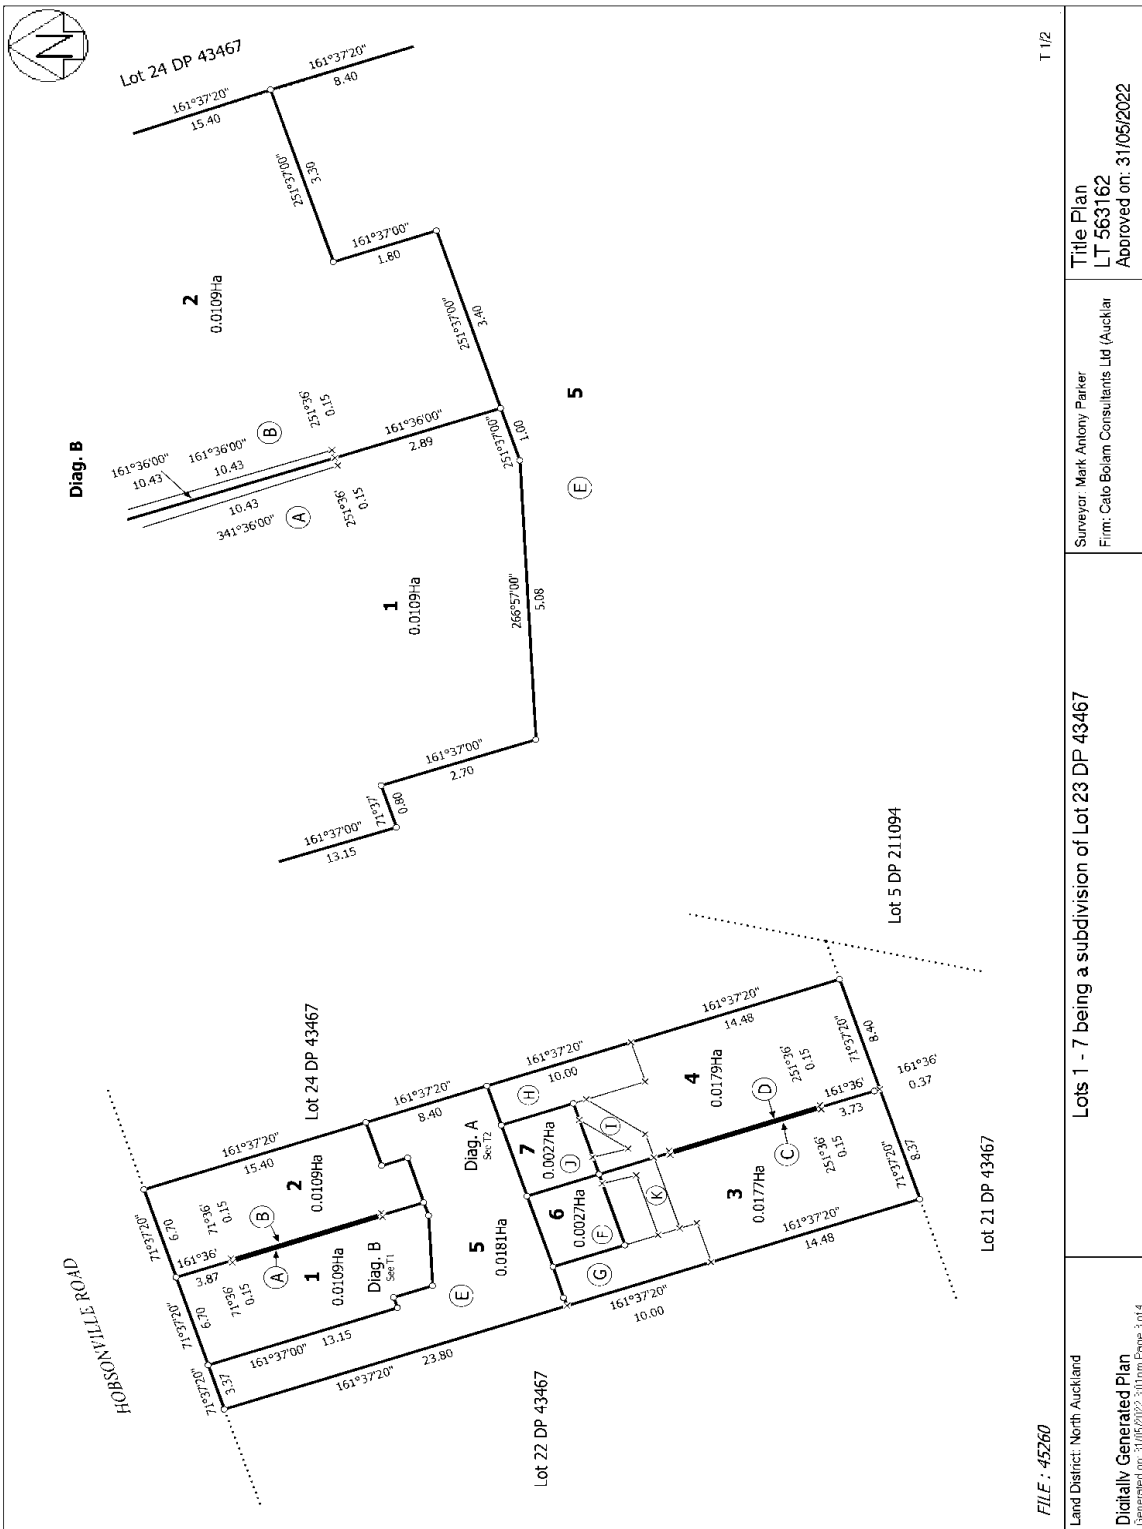 N
HOBSONVILLE ROAD
71°37'20"
3.37
71°37'20"
6.70
71°37'20"
6.70
161°36'
3.87
71°36'
0.15
71°36'
0.15
A
B
1
0.0109Ha
Diag. B
See T1
2
0.0109Ha
161°37'20"
15.40
Lot 24 DP 43467
161°37'20"
8.40
161°37'00"
13.15
161°37'20"
23.80
Lot 22 DP 43467
E
5
0.0181Ha
Diag. A
See T2
161°37'20"
10.00
H
6
0.0027Ha
F
G
7
0.0027Ha
J
I
K
161°37'20"
10.00
3
0.0177Ha
4
0.0179Ha
161°37'20"
14.48
161°37'20"
14.48
C
D
251°36'
0.15
251°36'
0.15
161°36'
3.73
71°37'20"
8.37
71°37'20"
8.40
161°36'
0.37
Lot 21 DP 43467
Lot 5 DP 211094
Diag. B
Lot 24 DP 43467
161°37'20"
15.40
161°37'20"
8.40
2
0.0109Ha
251°37'00"
3.30
161°37'00"
1.80
251°37'00"
3.40
161°36'00"
10.43
161°36'00"
10.43
10.43
341°36'00"
A
B
251°36'
0.15
251°36'
0.15
161°36'00"
2.89
251°37'00"
1.00
5
E
1
0.0109Ha
266°57'00"
5.08
161°37'00"
2.70
71°37'
0.80
161°37'00"
13.15
FILE : 45260
T 1/2
Land District: North Auckland
Digitally Generated Plan
Generated on: 31/05/2022 3:01pm Page 3 of 4
Lots 1 - 7 being a subdivision of Lot 23 DP 43467
Surveyor: Mark Antony Parker
Firm: Cato Bolam Consultants Ltd (Aucklar
Title Plan
LT 563162
Approved on: 31/05/2022